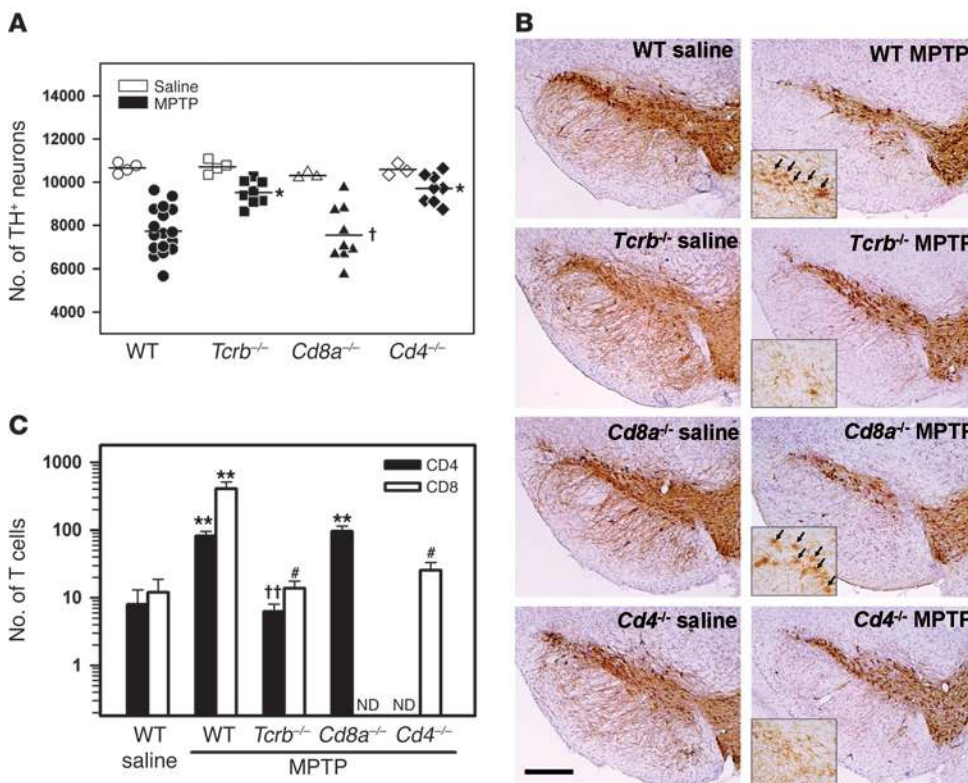 A
No. of TH⁺ neurons
14000
12000
10000
8000
6000
4000
Saline
MPTP
*
†
*
WT
Tcrb⁻/⁻
Cd8a⁻/⁻
Cd4⁻/⁻
B
WT saline
WT MPTP
Tcrb⁻/⁻ saline
Tcrb⁻/⁻ MPTP
Cd8a⁻/⁻ saline
Cd8a⁻/⁻ MPTP
Cd4⁻/⁻ saline
Cd4⁻/⁻ MPTP
C
No. of T cells
1000
100
10
1
CD4
CD8
**
**
††
#
**
ND
ND
#
WT saline
WT
Tcrb⁻/⁻
Cd8a⁻/⁻
Cd4⁻/⁻
MPTP